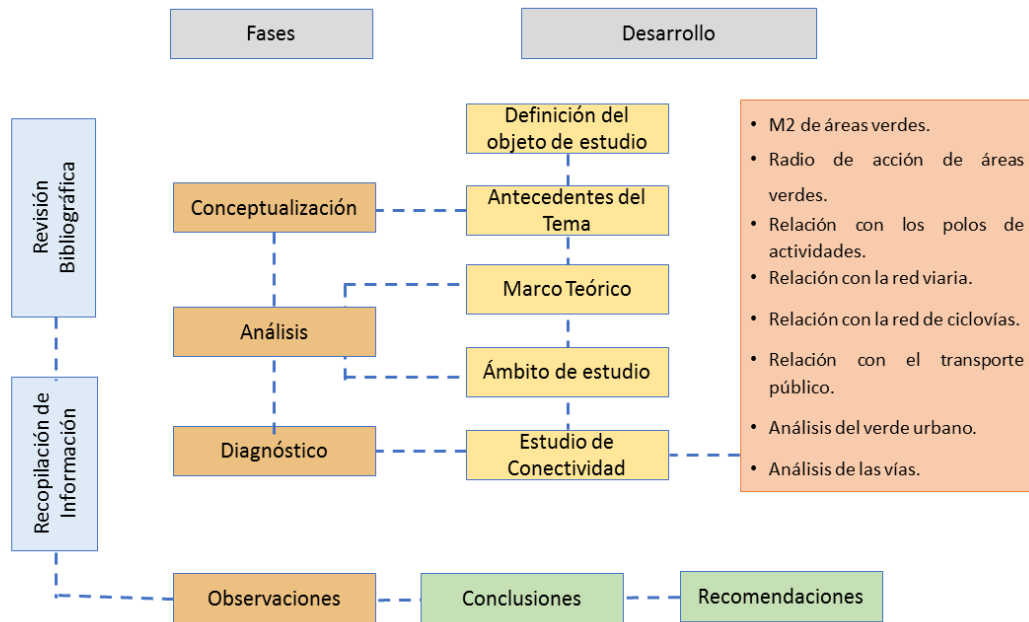 Fases
Desarrollo
Revisión
Bibliográfica
Recopilación de
Información
Conceptualización
Análisis
Diagnóstico
Definición del
objeto de estudio
Antecedentes del
Tema
Marco Teórico
Ámbito de estudio
Estudio de
Conectividad
• M2 de áreas verdes.
• Radio de acción de áreas
verdes.
• Relación con los polos de
actividades.
• Relación con la red viaria.
• Relación con la red de ciclovías.
• Relación con el transporte
público.
• Análisis del verde urbano.
• Análisis de las vías.
Observaciones
Conclusiones
Recomendaciones